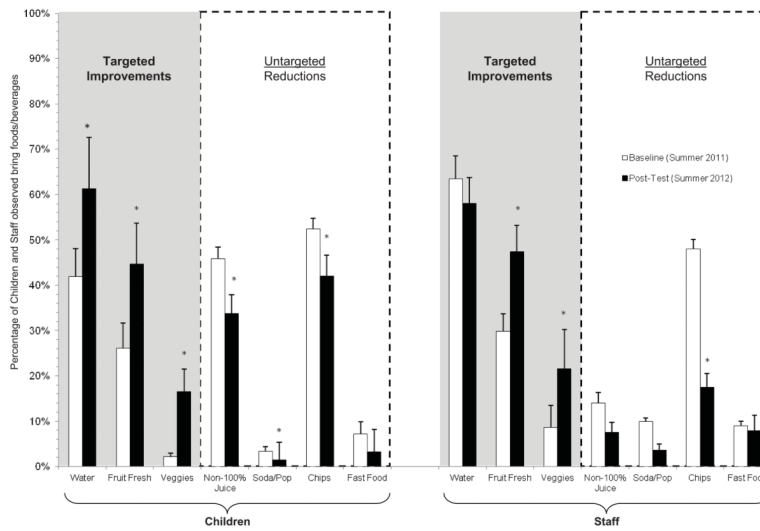 Percentage of Children and Staff observed bring foods/beverages
100%
90%
80%
70%
60%
50%
40%
30%
20%
10%
0%
Targeted
Improvements
Untargeted
Reductions
Targeted
Improvements
Untargeted
Reductions
Baseline (Summer 2011)
Post-Test (Summer 2012)
*
*
*
*
*
*
*
*
*
Water Fruit Fresh Veggies Non-100% Soda/Pop Chips Fast Food Water Fruit Fresh Veggies Non-100% Soda/Pop Chips Fast Food
Juice Juice
Children Staff